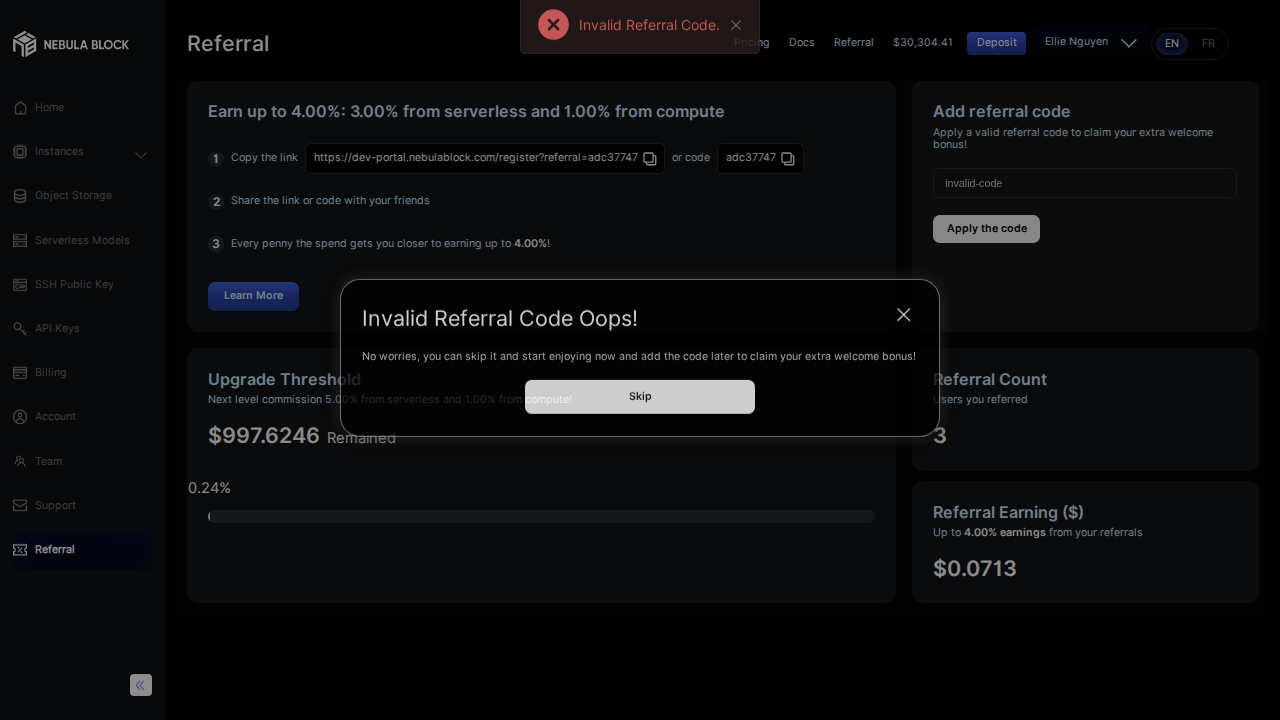 NEBULA BLOCK
Home
Instances
Object Storage
Serverless Models
SSH Public Key
API Keys
Billing
Account
Team
Support
Referral
Referral
Invalid Referral Code.
Pricing
Docs
Referral
$30,304.41
Deposit
Ellie Nguyen
EN
FR
Earn up to 4.00%: 3.00% from serverless and 1.00% from compute
1 Copy the link https://dev-portal.nebulablock.com/register?referral=adc37747 or code adc37747
2 Share the link or code with your friends
3 Every penny the spend gets you closer to earning up to 4.00%!
Learn More
Add referral code
Apply a valid referral code to claim your extra welcome
bonus!
invalid-code
Apply the code
Invalid Referral Code Oops!
No worries, you can skip it and start enjoying now and add the code later to claim your extra welcome bonus!
Skip
Upgrade Threshold
Next level commission 5.00% from serverless and 1.00% from compute!
$997.6246 Remained
0.24%
Referral Count
Users you referred
3
Referral Earning ($)
Up to 4.00% earnings from your referrals
$0.0713